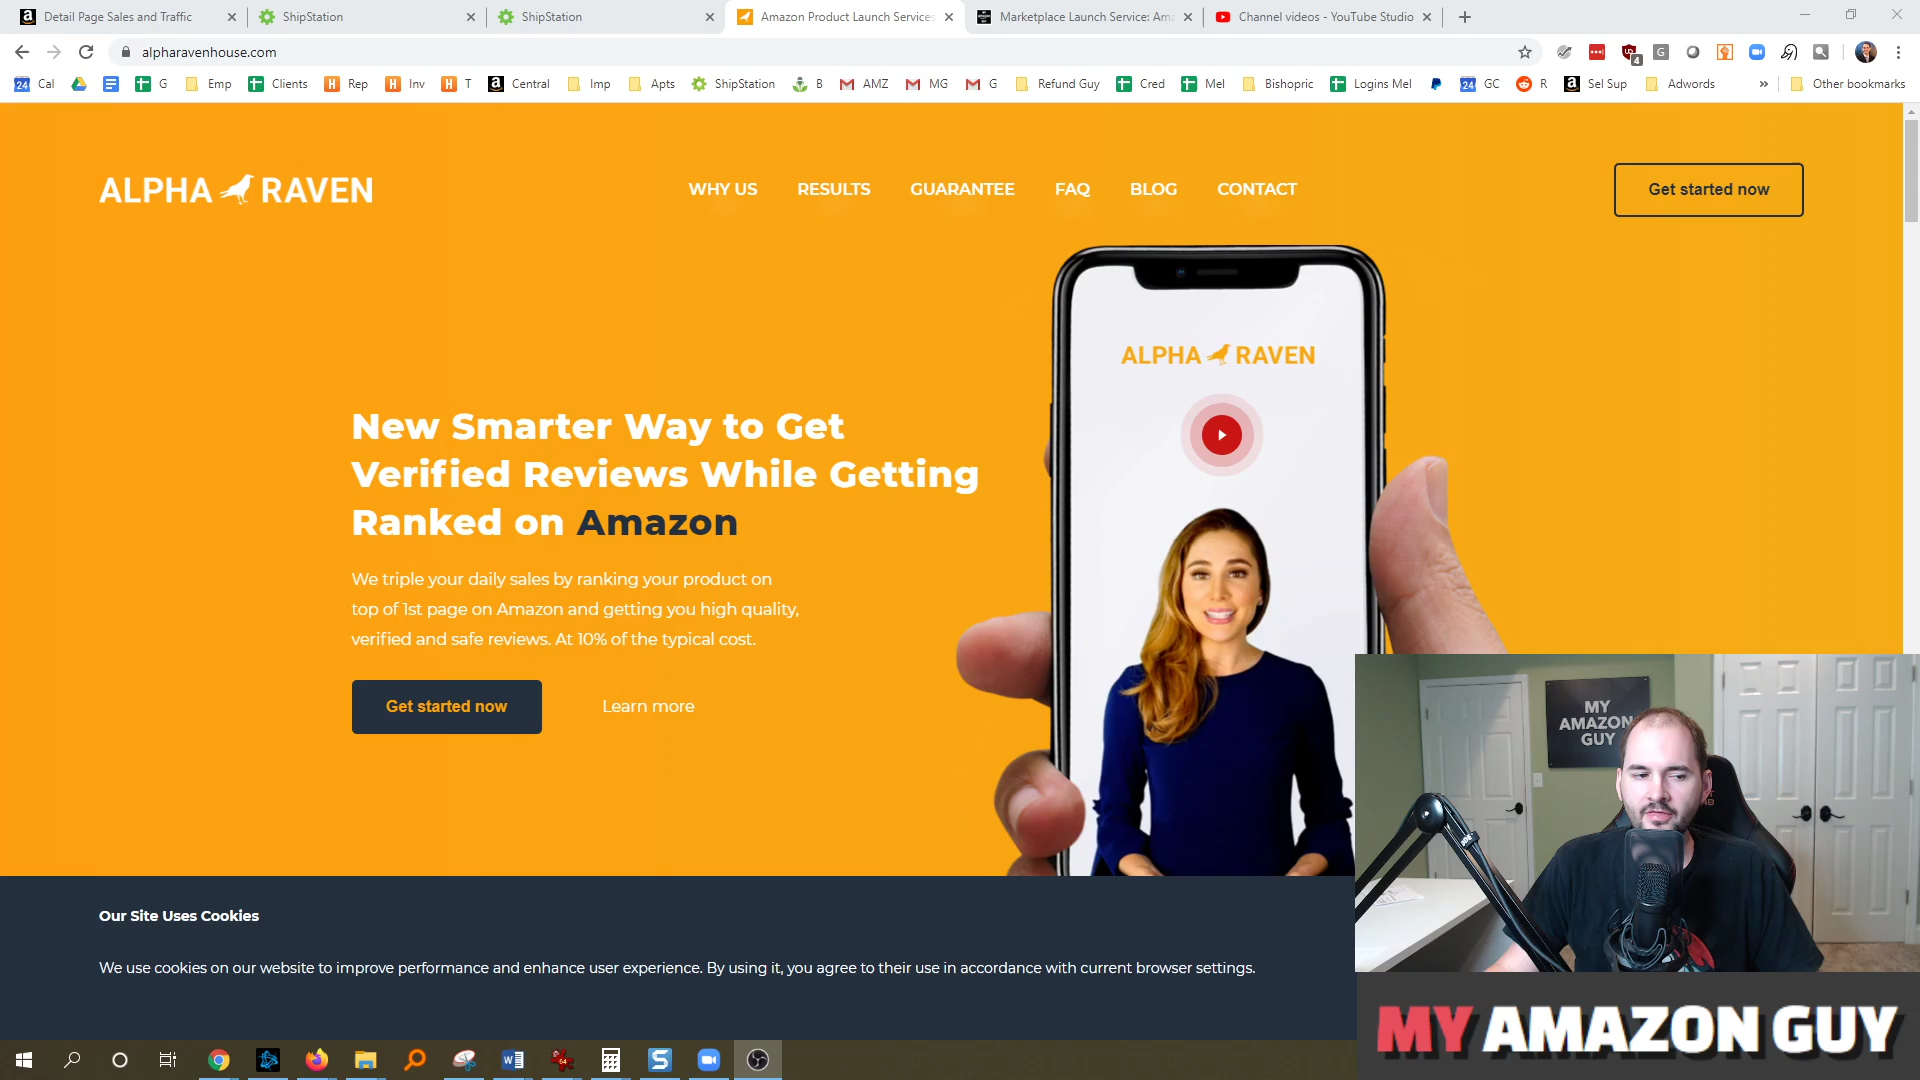 Detail Page Sales and Traffic
ShipStation
ShipStation
Amazon Product Launch Services
Marketplace Launch Service: Ama
Channel videos - YouTube Studio
alpharavenhouse.com
Cal
G
Emp
Clients
Rep
Inv
T
Central
Imp
Apts
ShipStation
B
AMZ
MG
G
Refund Guy
Cred
Mel
Bishopric
Logins Mel
GC
R
Sel Sup
Adwords
Other bookmarks
ALPHA RAVEN
WHY US
RESULTS
GUARANTEE
FAQ
BLOG
CONTACT
Get started now
ALPHA RAVEN
New Smarter Way to Get
Verified Reviews While Getting
Ranked on Amazon
We triple your daily sales by ranking your product on
top of 1st page on Amazon and getting you high quality,
verified and safe reviews. At 10% of the typical cost.
Get started now
Learn more
MY
AMAZON
GUY
Our Site Uses Cookies
We use cookies on our website to improve performance and enhance user experience. By using it, you agree to their use in accordance with current browser settings.
MY AMAZON GUY